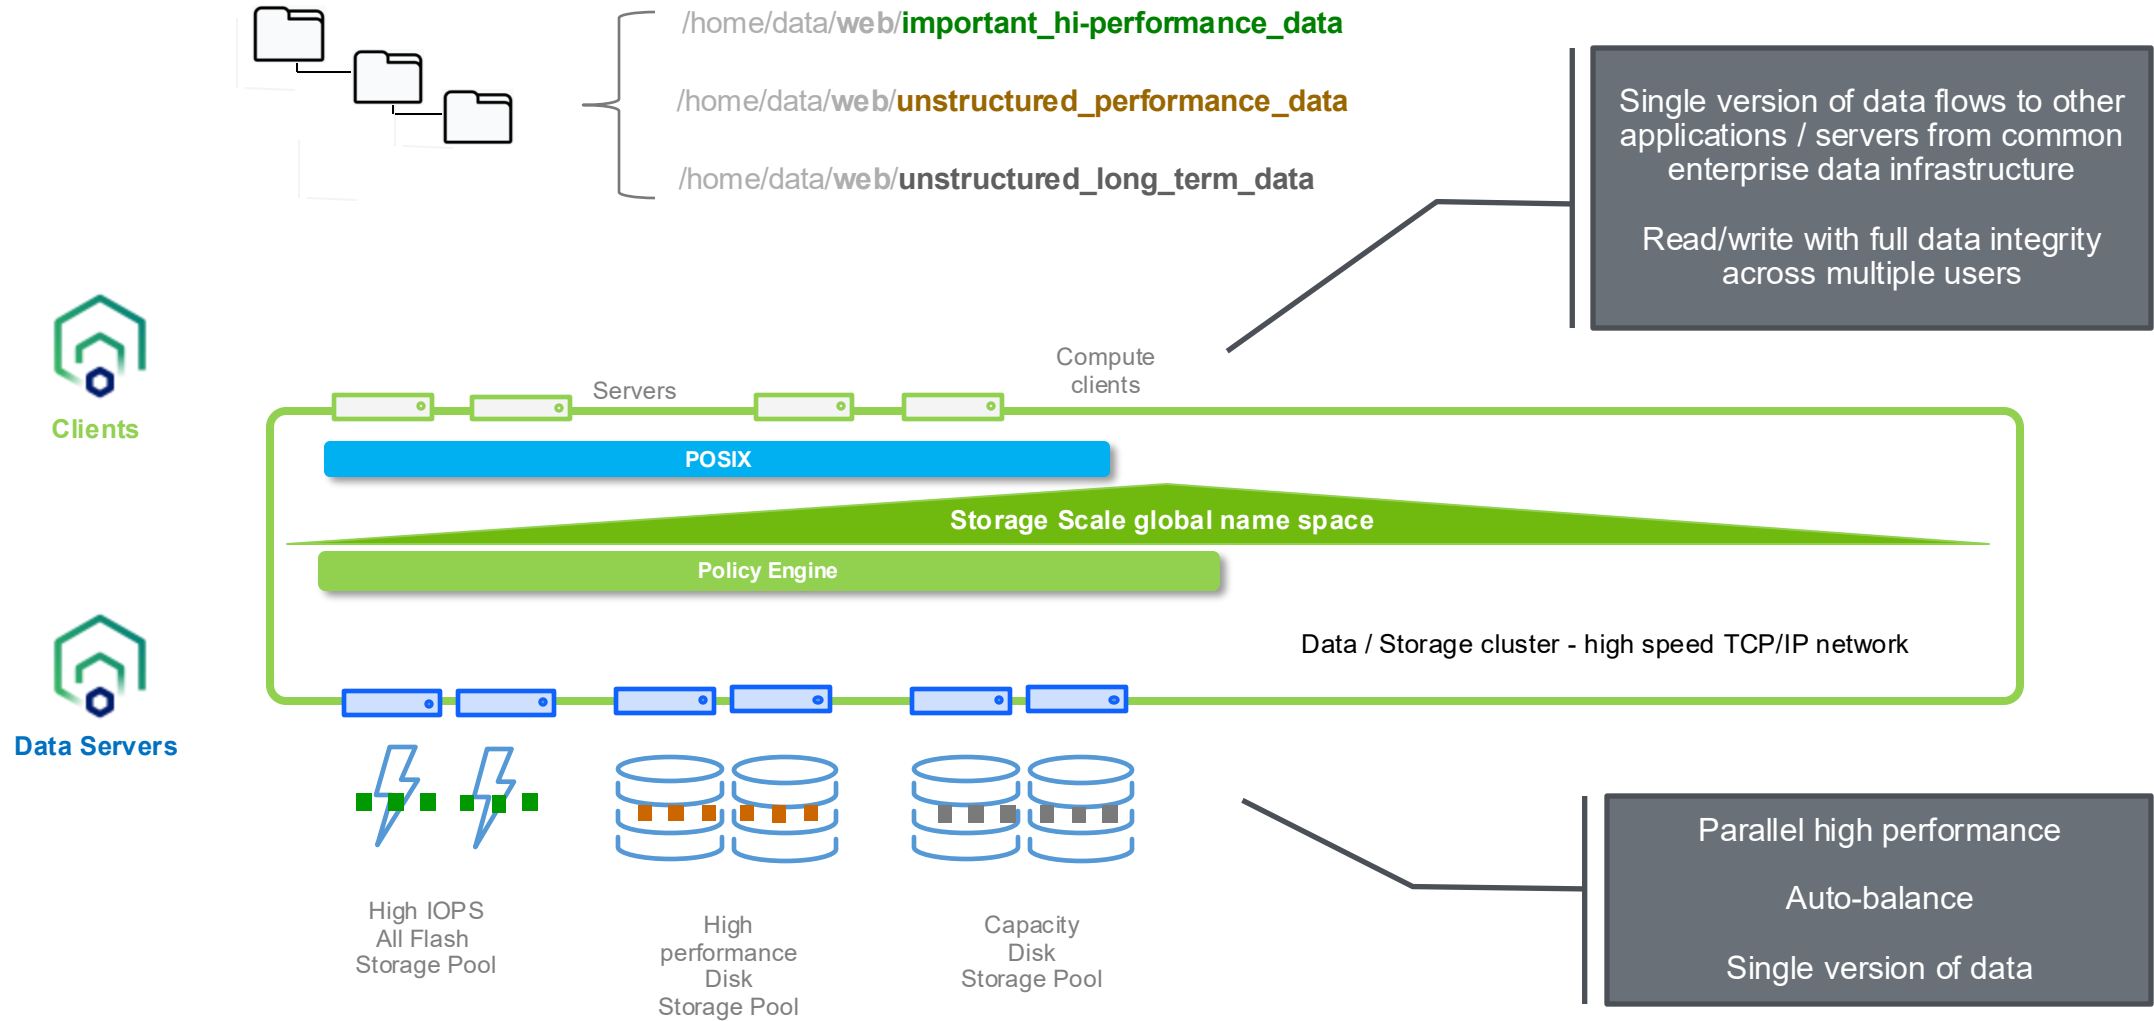 /home/data/web/important_hi-performance_data
/home/data/web/unstructured_performance_data
/home/data/web/unstructured_long_term_data
Single version of data flows to other
applications / servers from common
enterprise data infrastructure
Read/write with full data integrity
across multiple users
Clients
Servers
Compute
clients
POSIX
Storage Scale global name space
Policy Engine
Data / Storage cluster - high speed TCP/IP network
Data Servers
High IOPS
All Flash
Storage Pool
High
performance
Disk
Storage Pool
Capacity
Disk
Storage Pool
Parallel high performance
Auto-balance
Single version of data